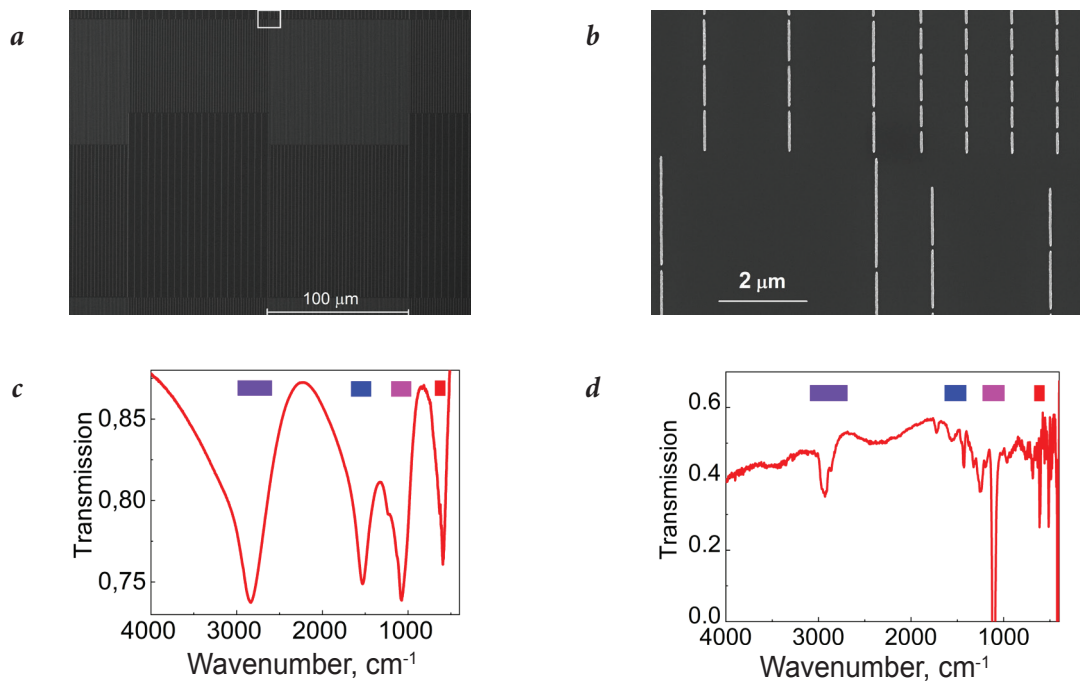 a
100 μm
b
2 μm
c
0,85
0,80
0,75
Transmission
4000 3000 2000 1000
Wavenumber, cm⁻¹
d
0.6
0.4
0.2
0.0
Transmission
4000 3000 2000 1000
Wavenumber, cm⁻¹